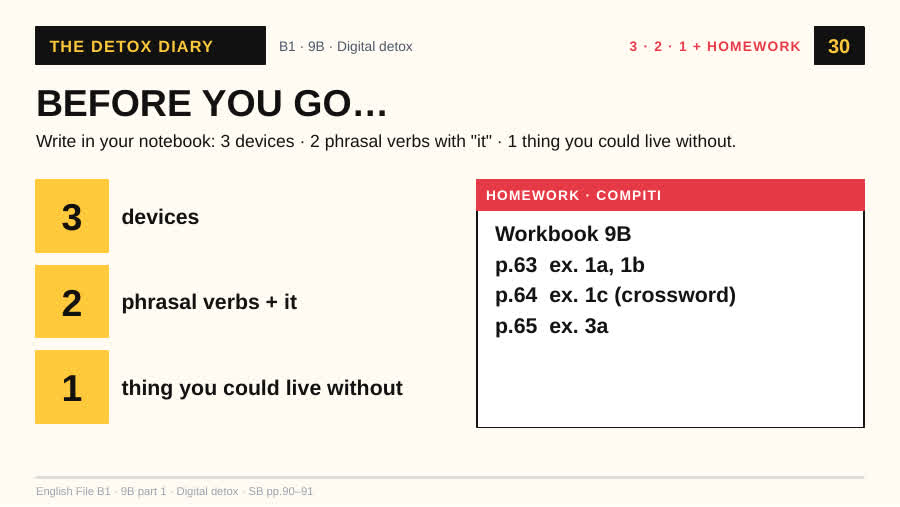 THE DETOX DIARY
B1 · 9B · Digital detox
3 · 2 · 1 + HOMEWORK
30
BEFORE YOU GO…
Write in your notebook: 3 devices · 2 phrasal verbs with "it" · 1 thing you could live without.
3
devices
2
phrasal verbs + it
1
thing you could live without
HOMEWORK · COMPITI
Workbook 9B
p.63 ex. 1a, 1b
p.64 ex. 1c (crossword)
p.65 ex. 3a
English File B1 · 9B part 1 · Digital detox · SB pp.90–91